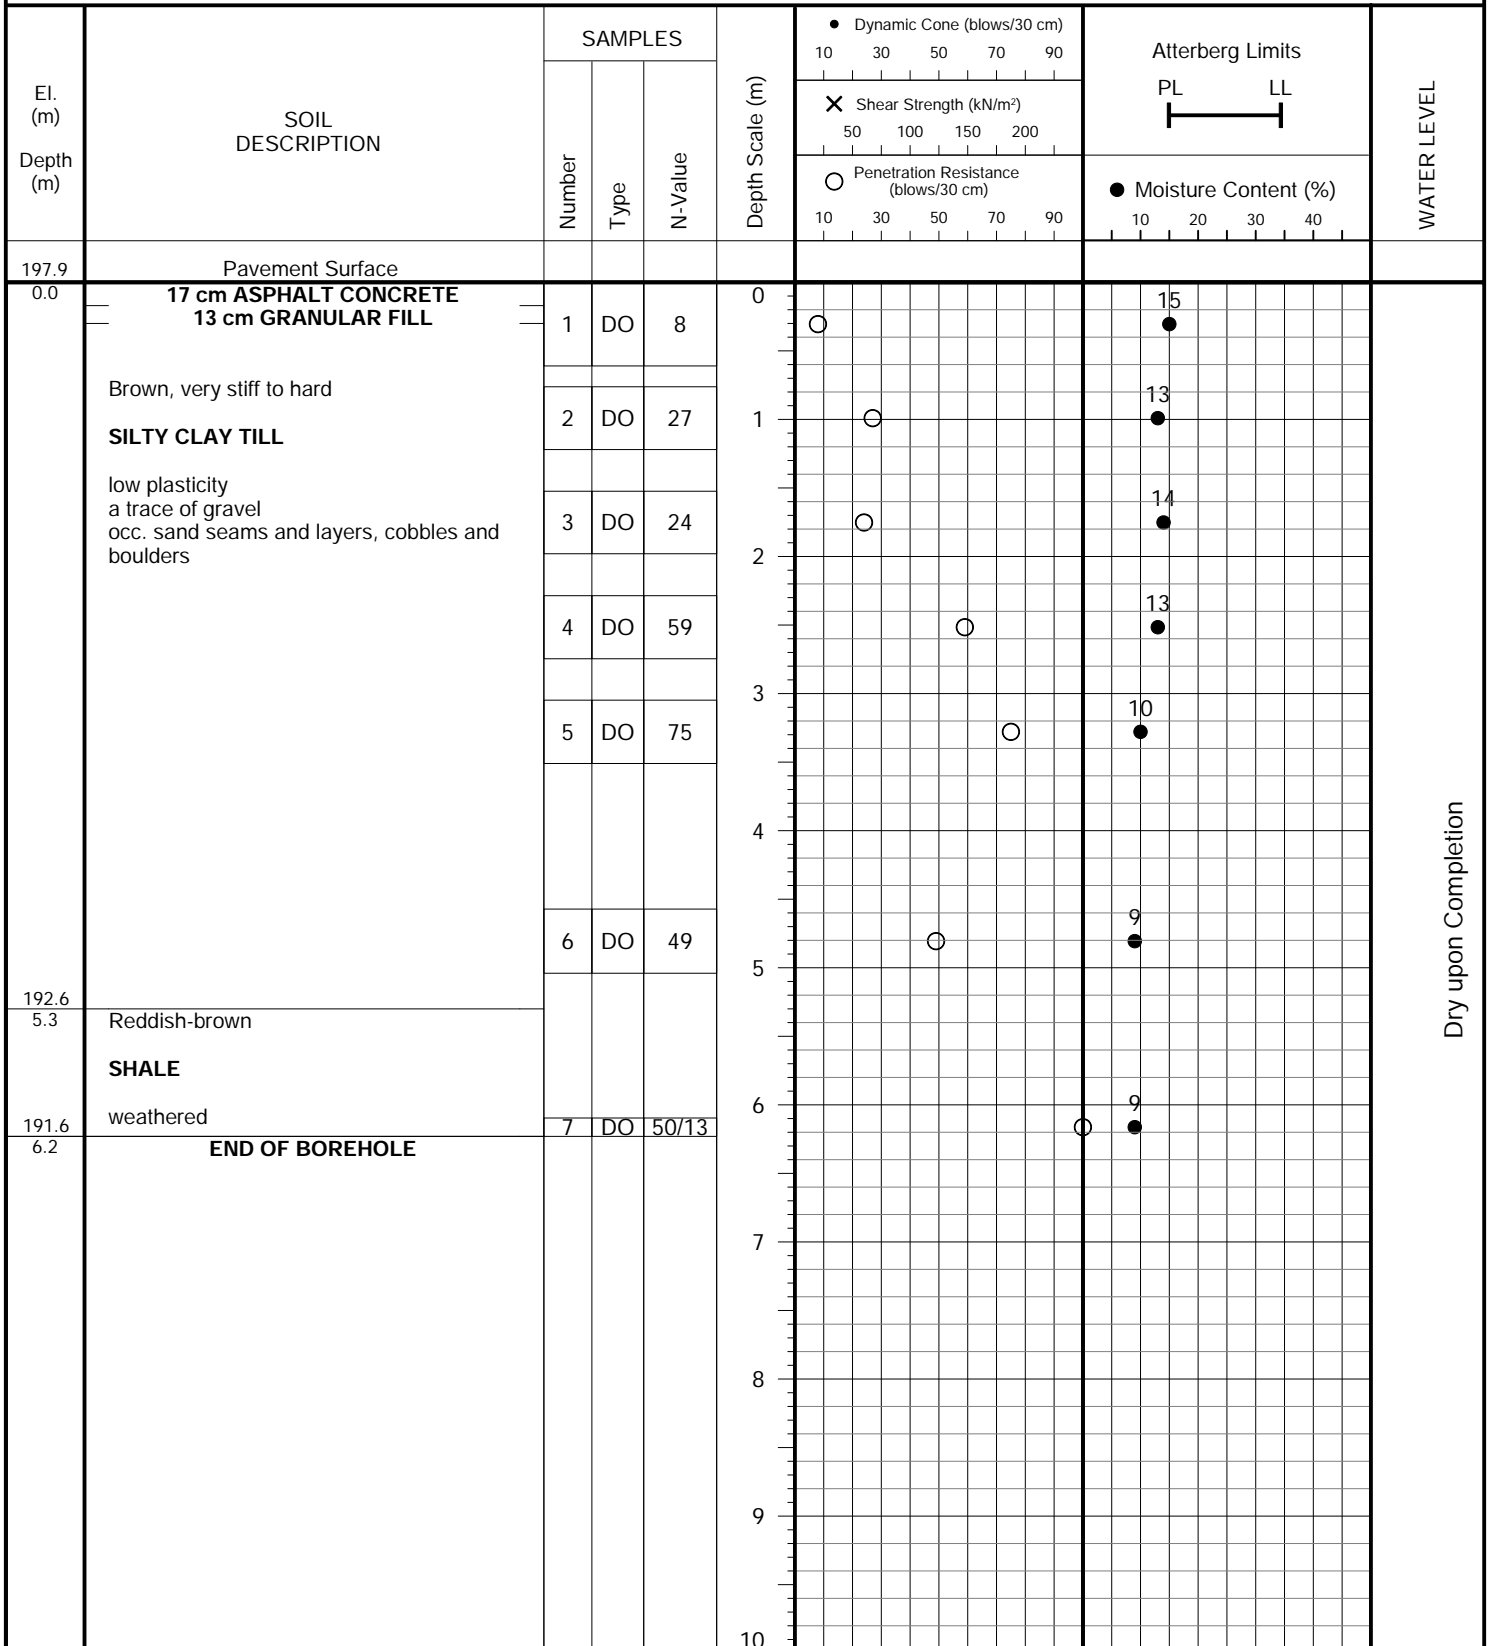 El.
(m)
Depth
(m)
SOIL
DESCRIPTION
SAMPLES
Number
Type
N-Value
Depth Scale (m)
● Dynamic Cone (blows/30 cm)
10 30 50 70 90
✕ Shear Strength (kN/m²)
50 100 150 200
○ Penetration Resistance
(blows/30 cm)
10 30 50 70 90
Atterberg Limits
PL LL
● Moisture Content (%)
10 20 30 40
WATER LEVEL
197.9 Pavement Surface
0.0 17 cm ASPHALT CONCRETE 0 15
13 cm GRANULAR FILL 1 DO 8
Brown, very stiff to hard 13
2 DO 27 1
SILTY CLAY TILL
low plasticity 14
a trace of gravel
occ. sand seams and layers, cobbles and 3 DO 24
boulders 2
13
4 DO 59
3
10
5 DO 75
4
9
6 DO 49
5
192.6
5.3 Reddish-brown
SHALE
6 9
weathered
191.6 7 DO 50/13
6.2 END OF BOREHOLE
7
8
9
10
Dry upon Completion